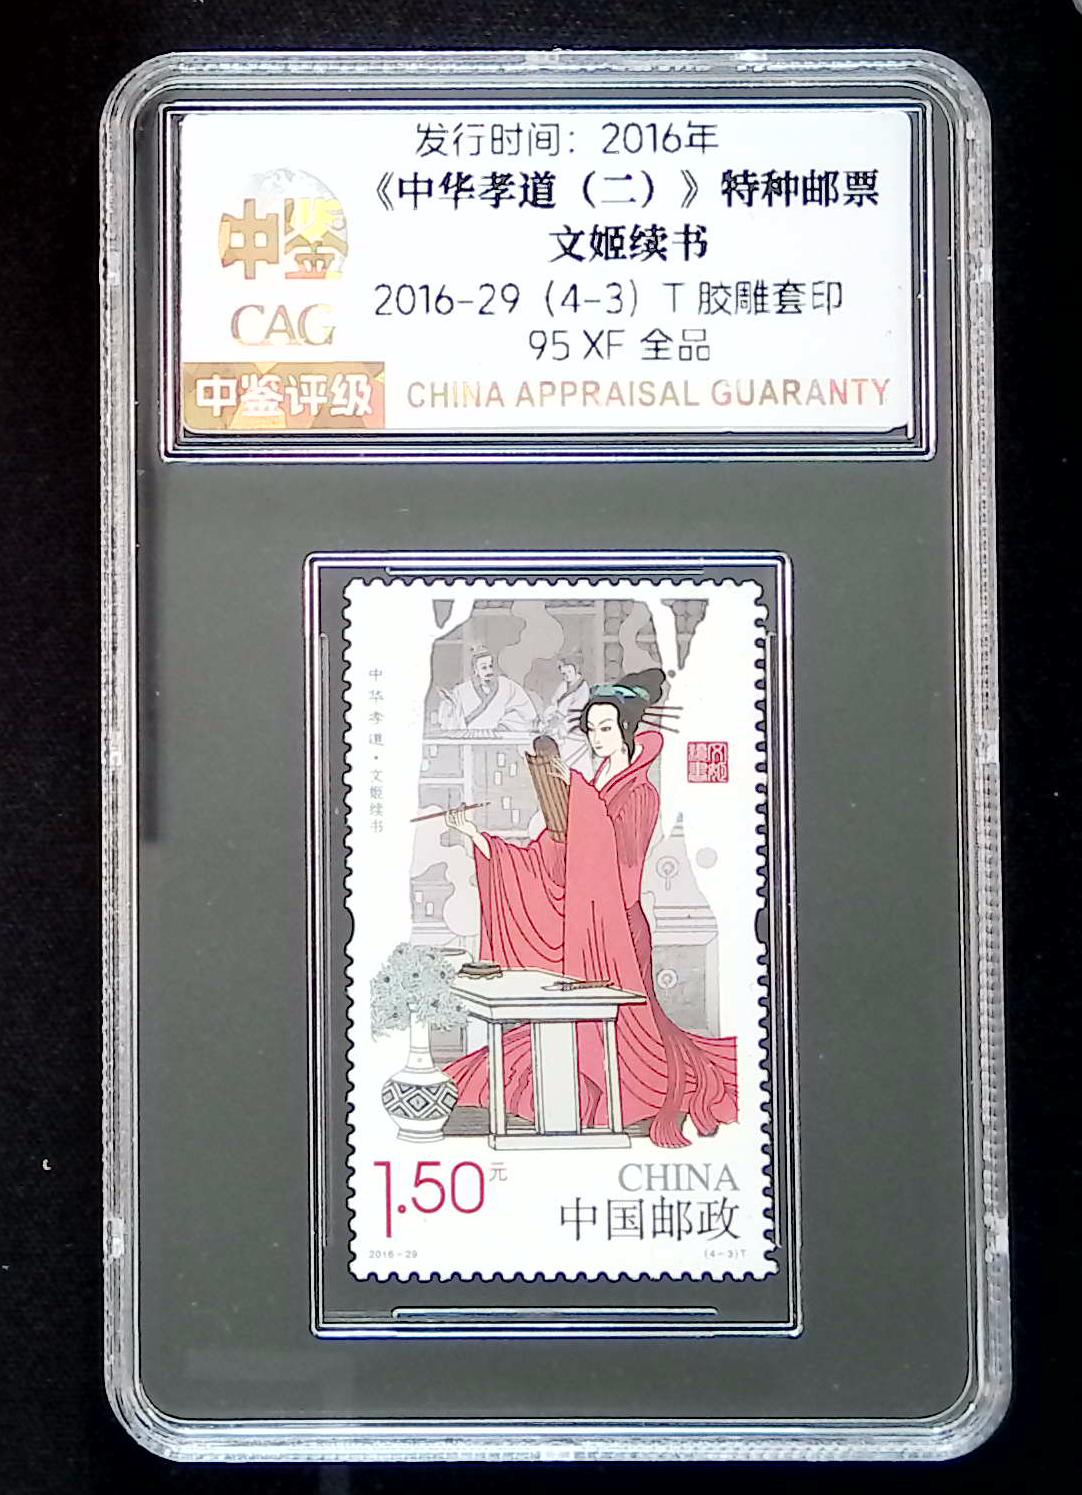 发行时间：2016年
《中华孝道（二）》特种邮票
文姬续书
2016-29（4-3）T 胶雕套印
95 XF 全品
中鉴
CAG
中鉴评级
CHINA APPRAISAL GUARANTY
中华孝道·文姬续书
1.50元
CHINA
中国邮政
2016-29
(4-3)T